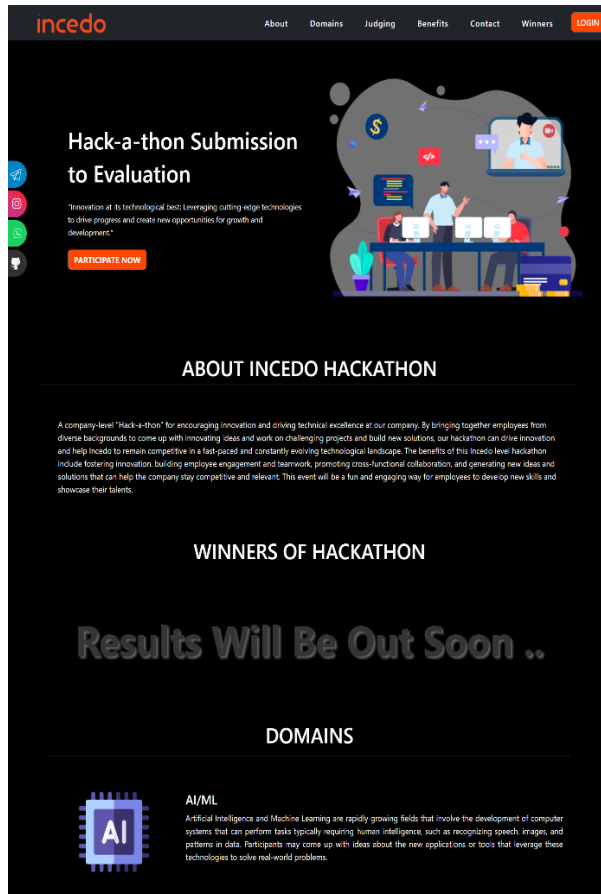 incedo
About Domains Judging Benefits Contact Winners LOGIN
Hack-a-thon Submission
to Evaluation
"Innovation at its technological best: Leveraging cutting-edge technologies
to drive progress and create new opportunities for growth and
development."
PARTICIPATE NOW
$
</>
ABOUT INCEDO HACKATHON
A company-level "Hack-a-thon" for encouraging innovation and driving technical excellence at our company. By bringing together employees from
diverse backgrounds to come up with innovating ideas and work on challenging projects and build new solutions, our hackathon can drive innovation
and help Incedo to remain competitive in a fast-paced and constantly evolving technological landscape. The benefits of this Incedo level hackathon
include fostering innovation, building employee engagement and teamwork, promoting cross-functional collaboration, and generating new ideas and
solutions that can help the company stay competitive and relevant. This event will be a fun and engaging way for employees to develop new skills and
showcase their talents.
WINNERS OF HACKATHON
Results Will Be Out Soon ..
DOMAINS
AI
AI/ML
Artificial Intelligence and Machine Learning are rapidly growing fields that involve the development of computer
systems that can perform tasks typically requiring human intelligence, such as recognizing speech, images, and
patterns in data. Participants may come up with ideas about the new applications or tools that leverage these
technologies to solve real-world problems.